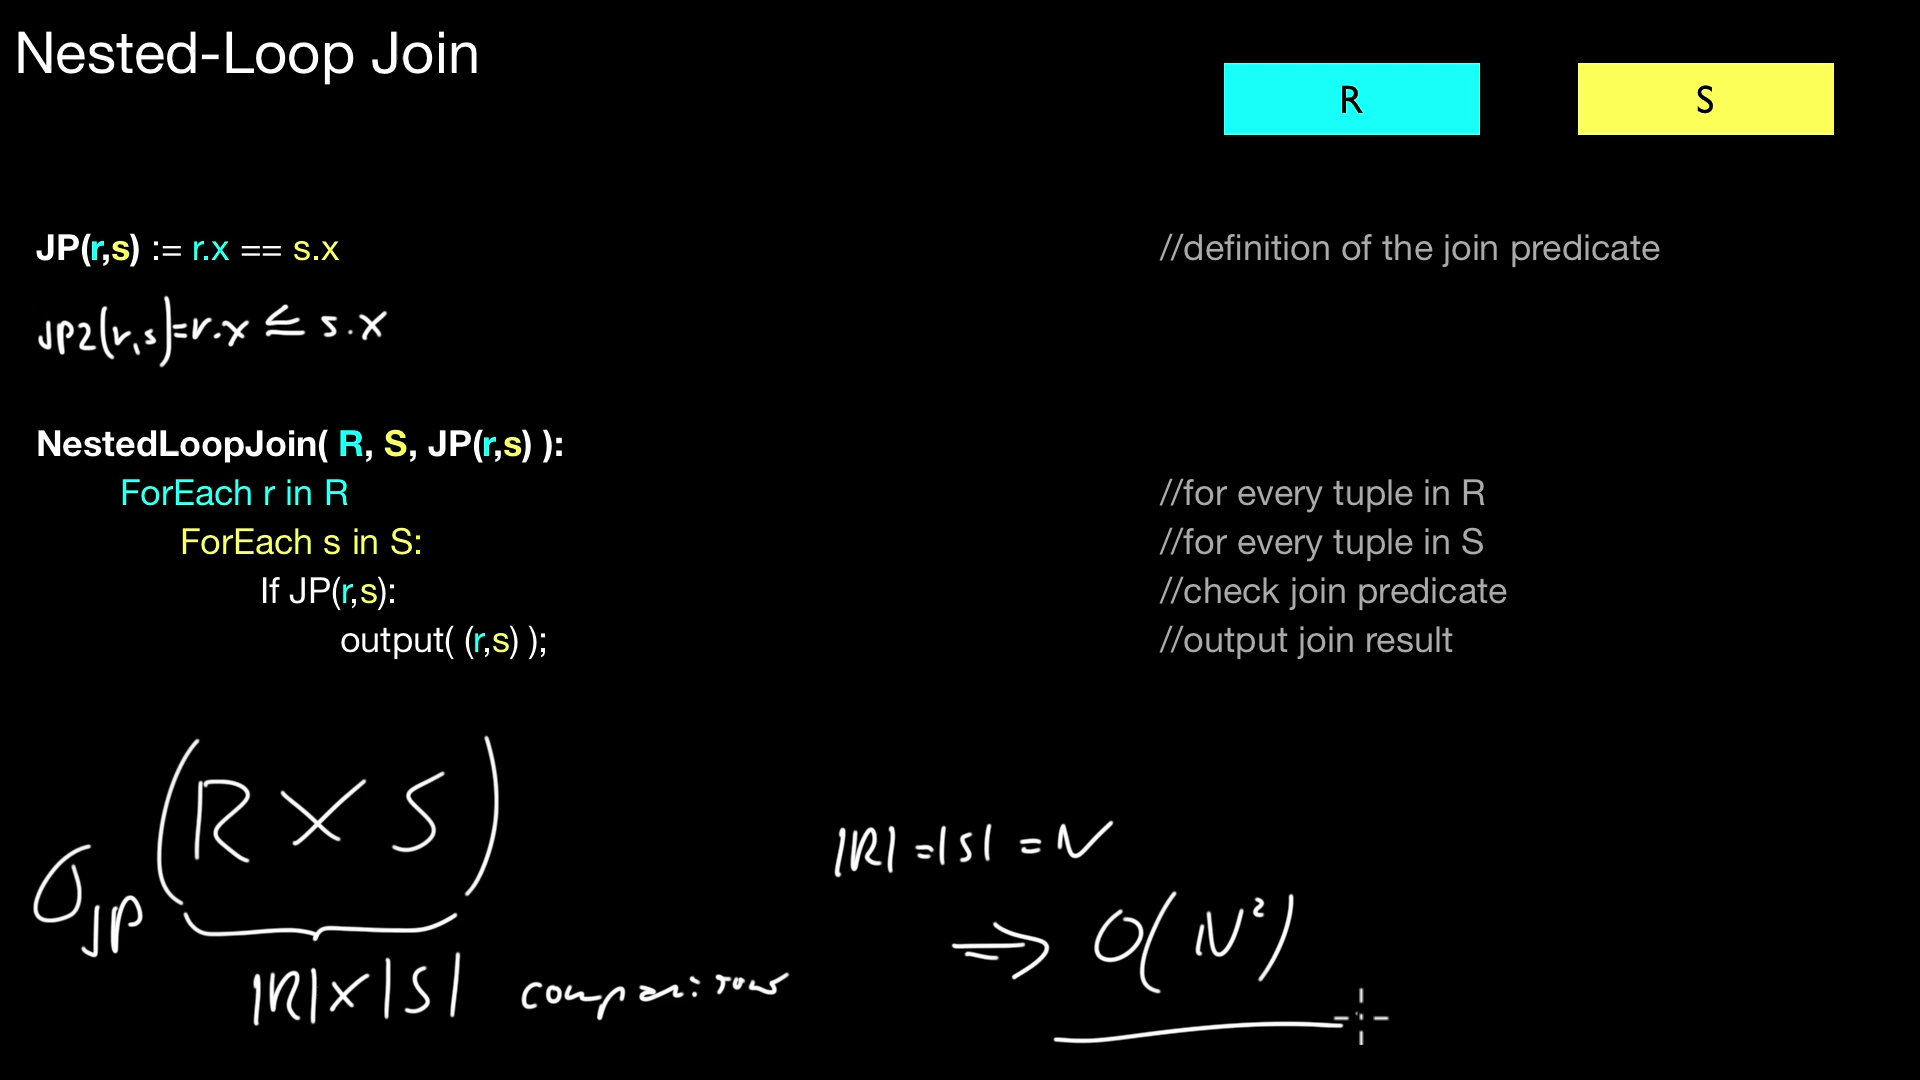 Nested-Loop Join
R
S
JP(r,s) := r.x == s.x
//definition of the join predicate
JP2(r,s)=r.x ≤ s.x
NestedLoopJoin( R, S, JP(r,s) ):
ForEach r in R
//for every tuple in R
ForEach s in S:
//for every tuple in S
If JP(r,s):
//check join predicate
output( (r,s) );
//output join result
σJP (R × S)
|R| × |S| comparisons
|R| = |S| = N
⇒ O(N²)